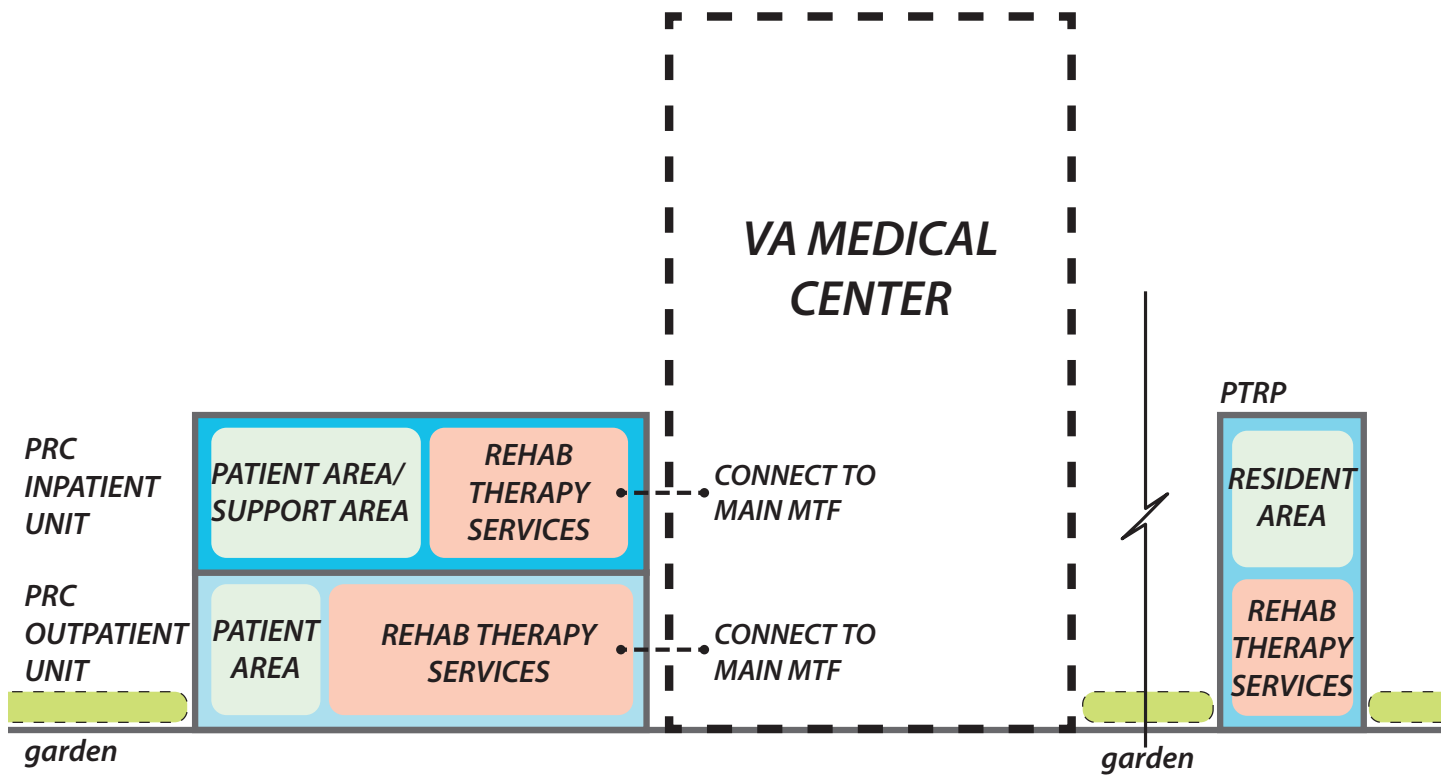 VA MEDICAL
CENTER
PTRP
PRC
INPATIENT
UNIT
PATIENT AREA/
SUPPORT AREA
REHAB
THERAPY
SERVICES
CONNECT TO
MAIN MTF
RESIDENT
AREA
PRC
OUTPATIENT
UNIT
PATIENT
AREA
REHAB THERAPY
SERVICES
CONNECT TO
MAIN MTF
REHAB
THERAPY
SERVICES
garden
garden